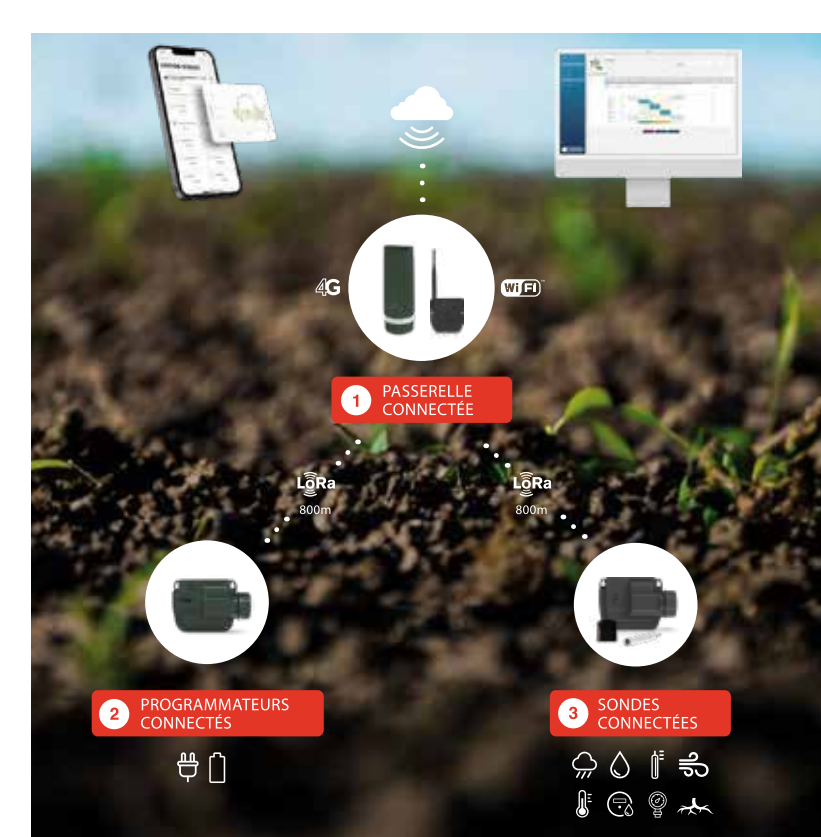 4G
WiFi
1
PASSERELLE
CONNECTÉE
LoRa
800m
LoRa
800m
2
PROGRAMMATEURS
CONNECTÉS
3
SONDES
CONNECTÉES